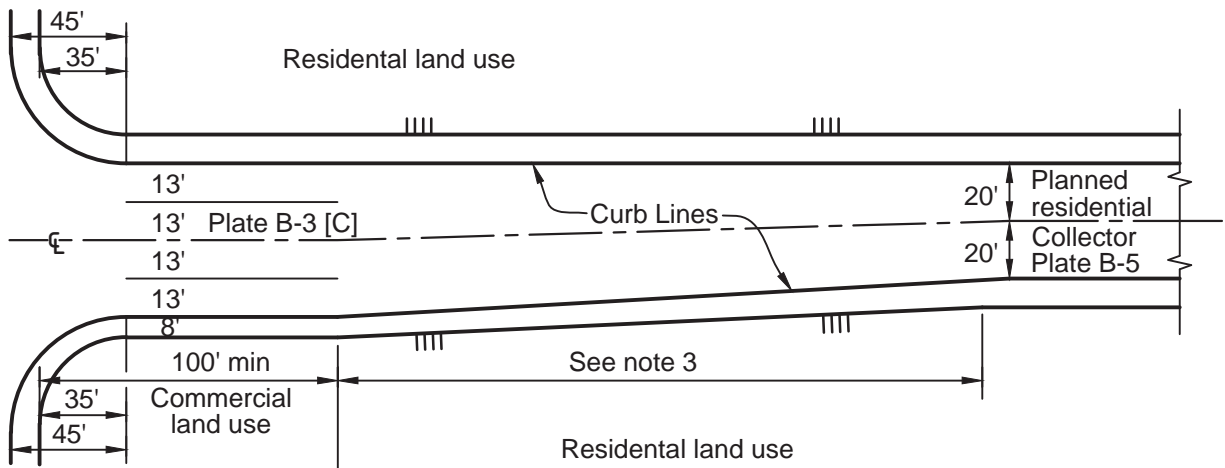 45'
35'
Residental land use
13'
13' Plate B-3 [C]
℄
13'
13'
8'
Curb Lines
20' Planned
residential
20' Collector
Plate B-5
100' min
See note 3
35' Commercial
land use
45'
Residental land use